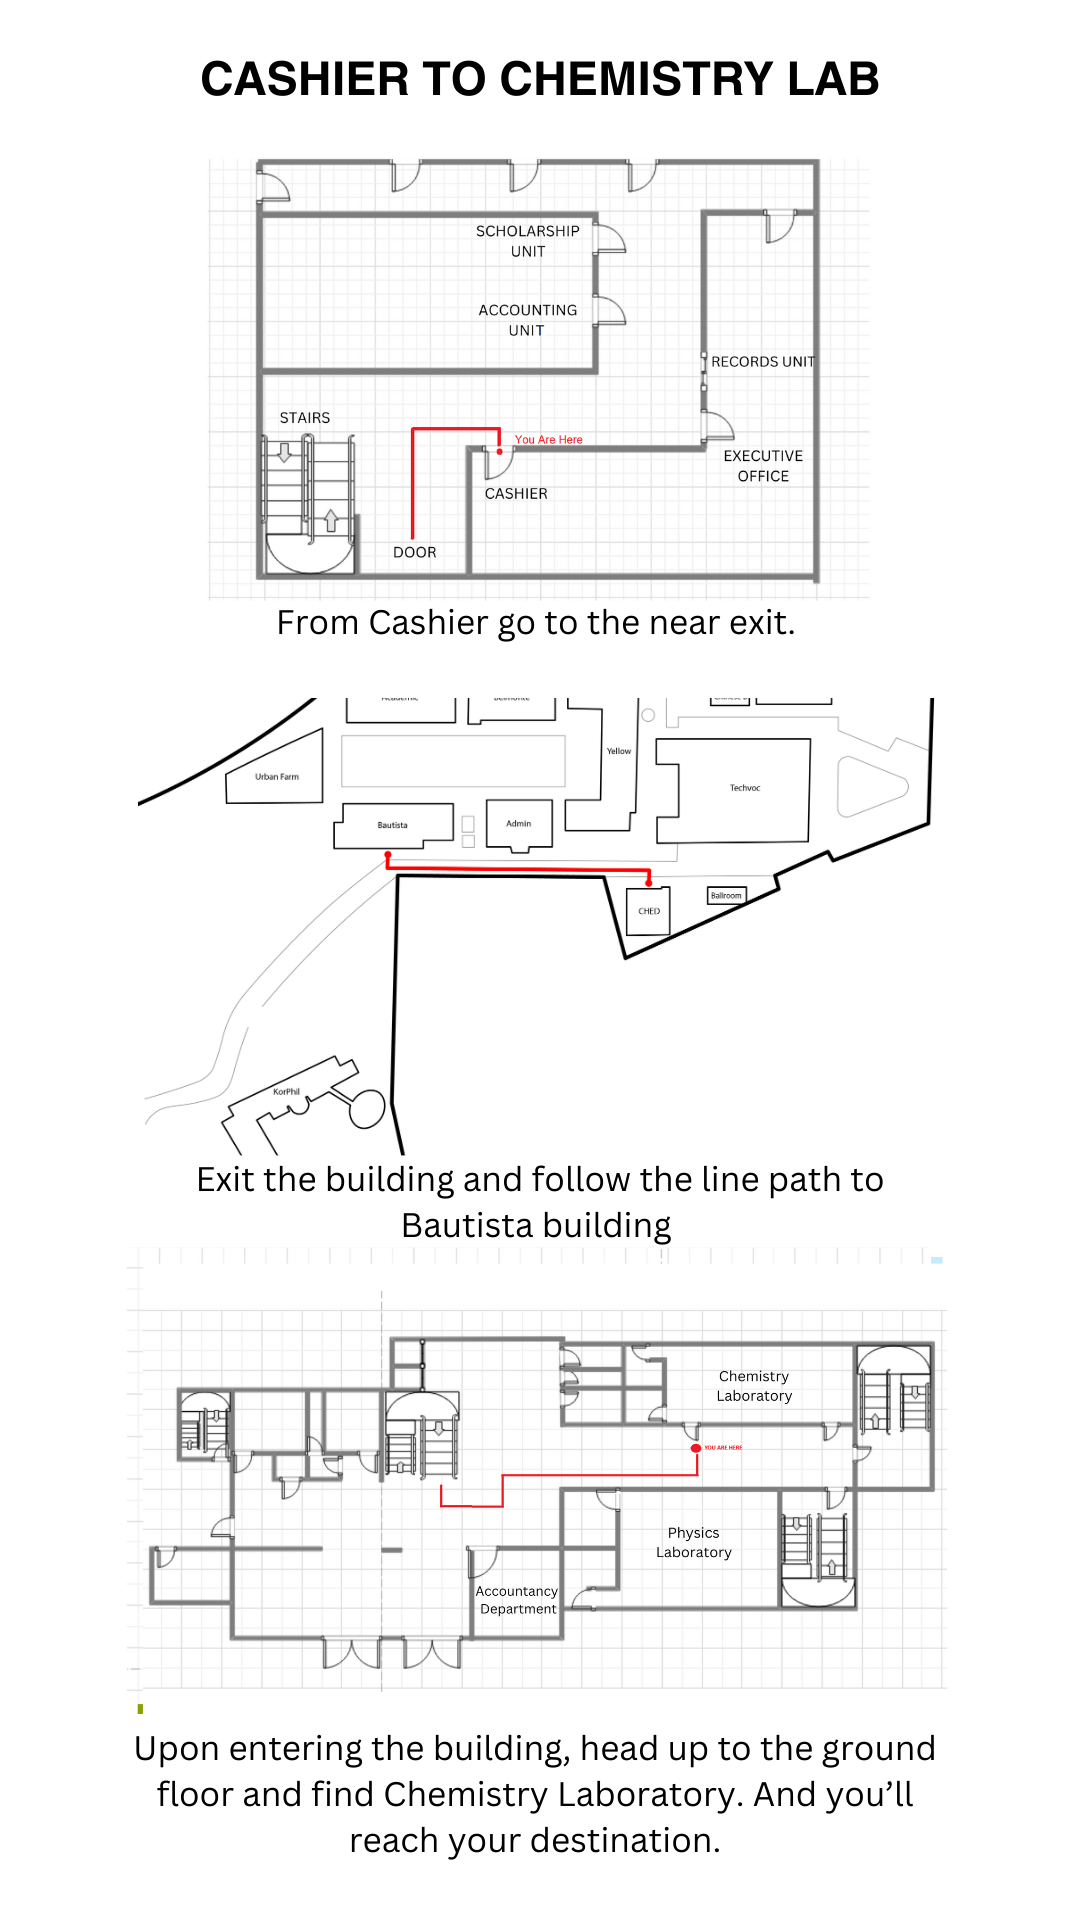 CASHIER TO CHEMISTRY LAB
SCHOLARSHIP
UNIT
ACCOUNTING
UNIT
RECORDS UNIT
STAIRS
You Are Here
EXECUTIVE
OFFICE
CASHIER
DOOR
From Cashier go to the near exit.
Yellow
Urban Farm
Techvoc
Bautista
Admin
Ballroom
CHED
KorPhil
Exit the building and follow the line path to
Bautista building
Chemistry
Laboratory
YOU ARE HERE
Physics
Laboratory
Accountancy
Department
Upon entering the building, head up to the ground
floor and find Chemistry Laboratory. And you’ll
reach your destination.